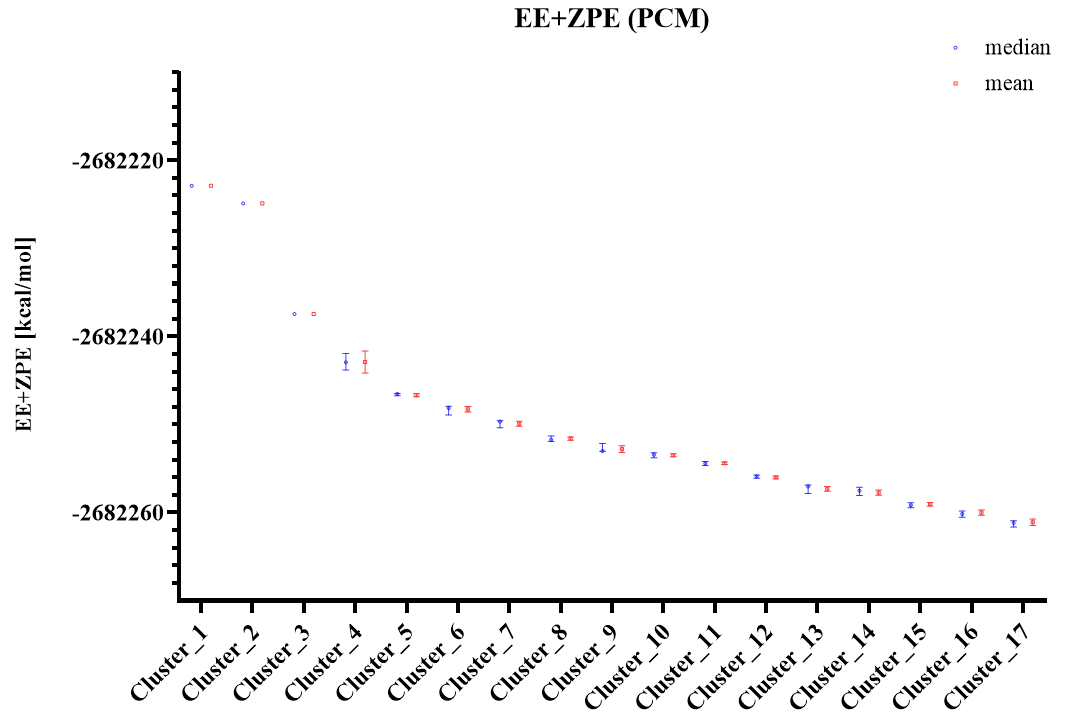 EE+ZPE (PCM)
median
mean
EE+ZPE [kcal/mol]
-2682220
-2682240
-2682260
Cluster_1
Cluster_2
Cluster_3
Cluster_4
Cluster_5
Cluster_6
Cluster_7
Cluster_8
Cluster_9
Cluster_10
Cluster_11
Cluster_12
Cluster_13
Cluster_14
Cluster_15
Cluster_16
Cluster_17